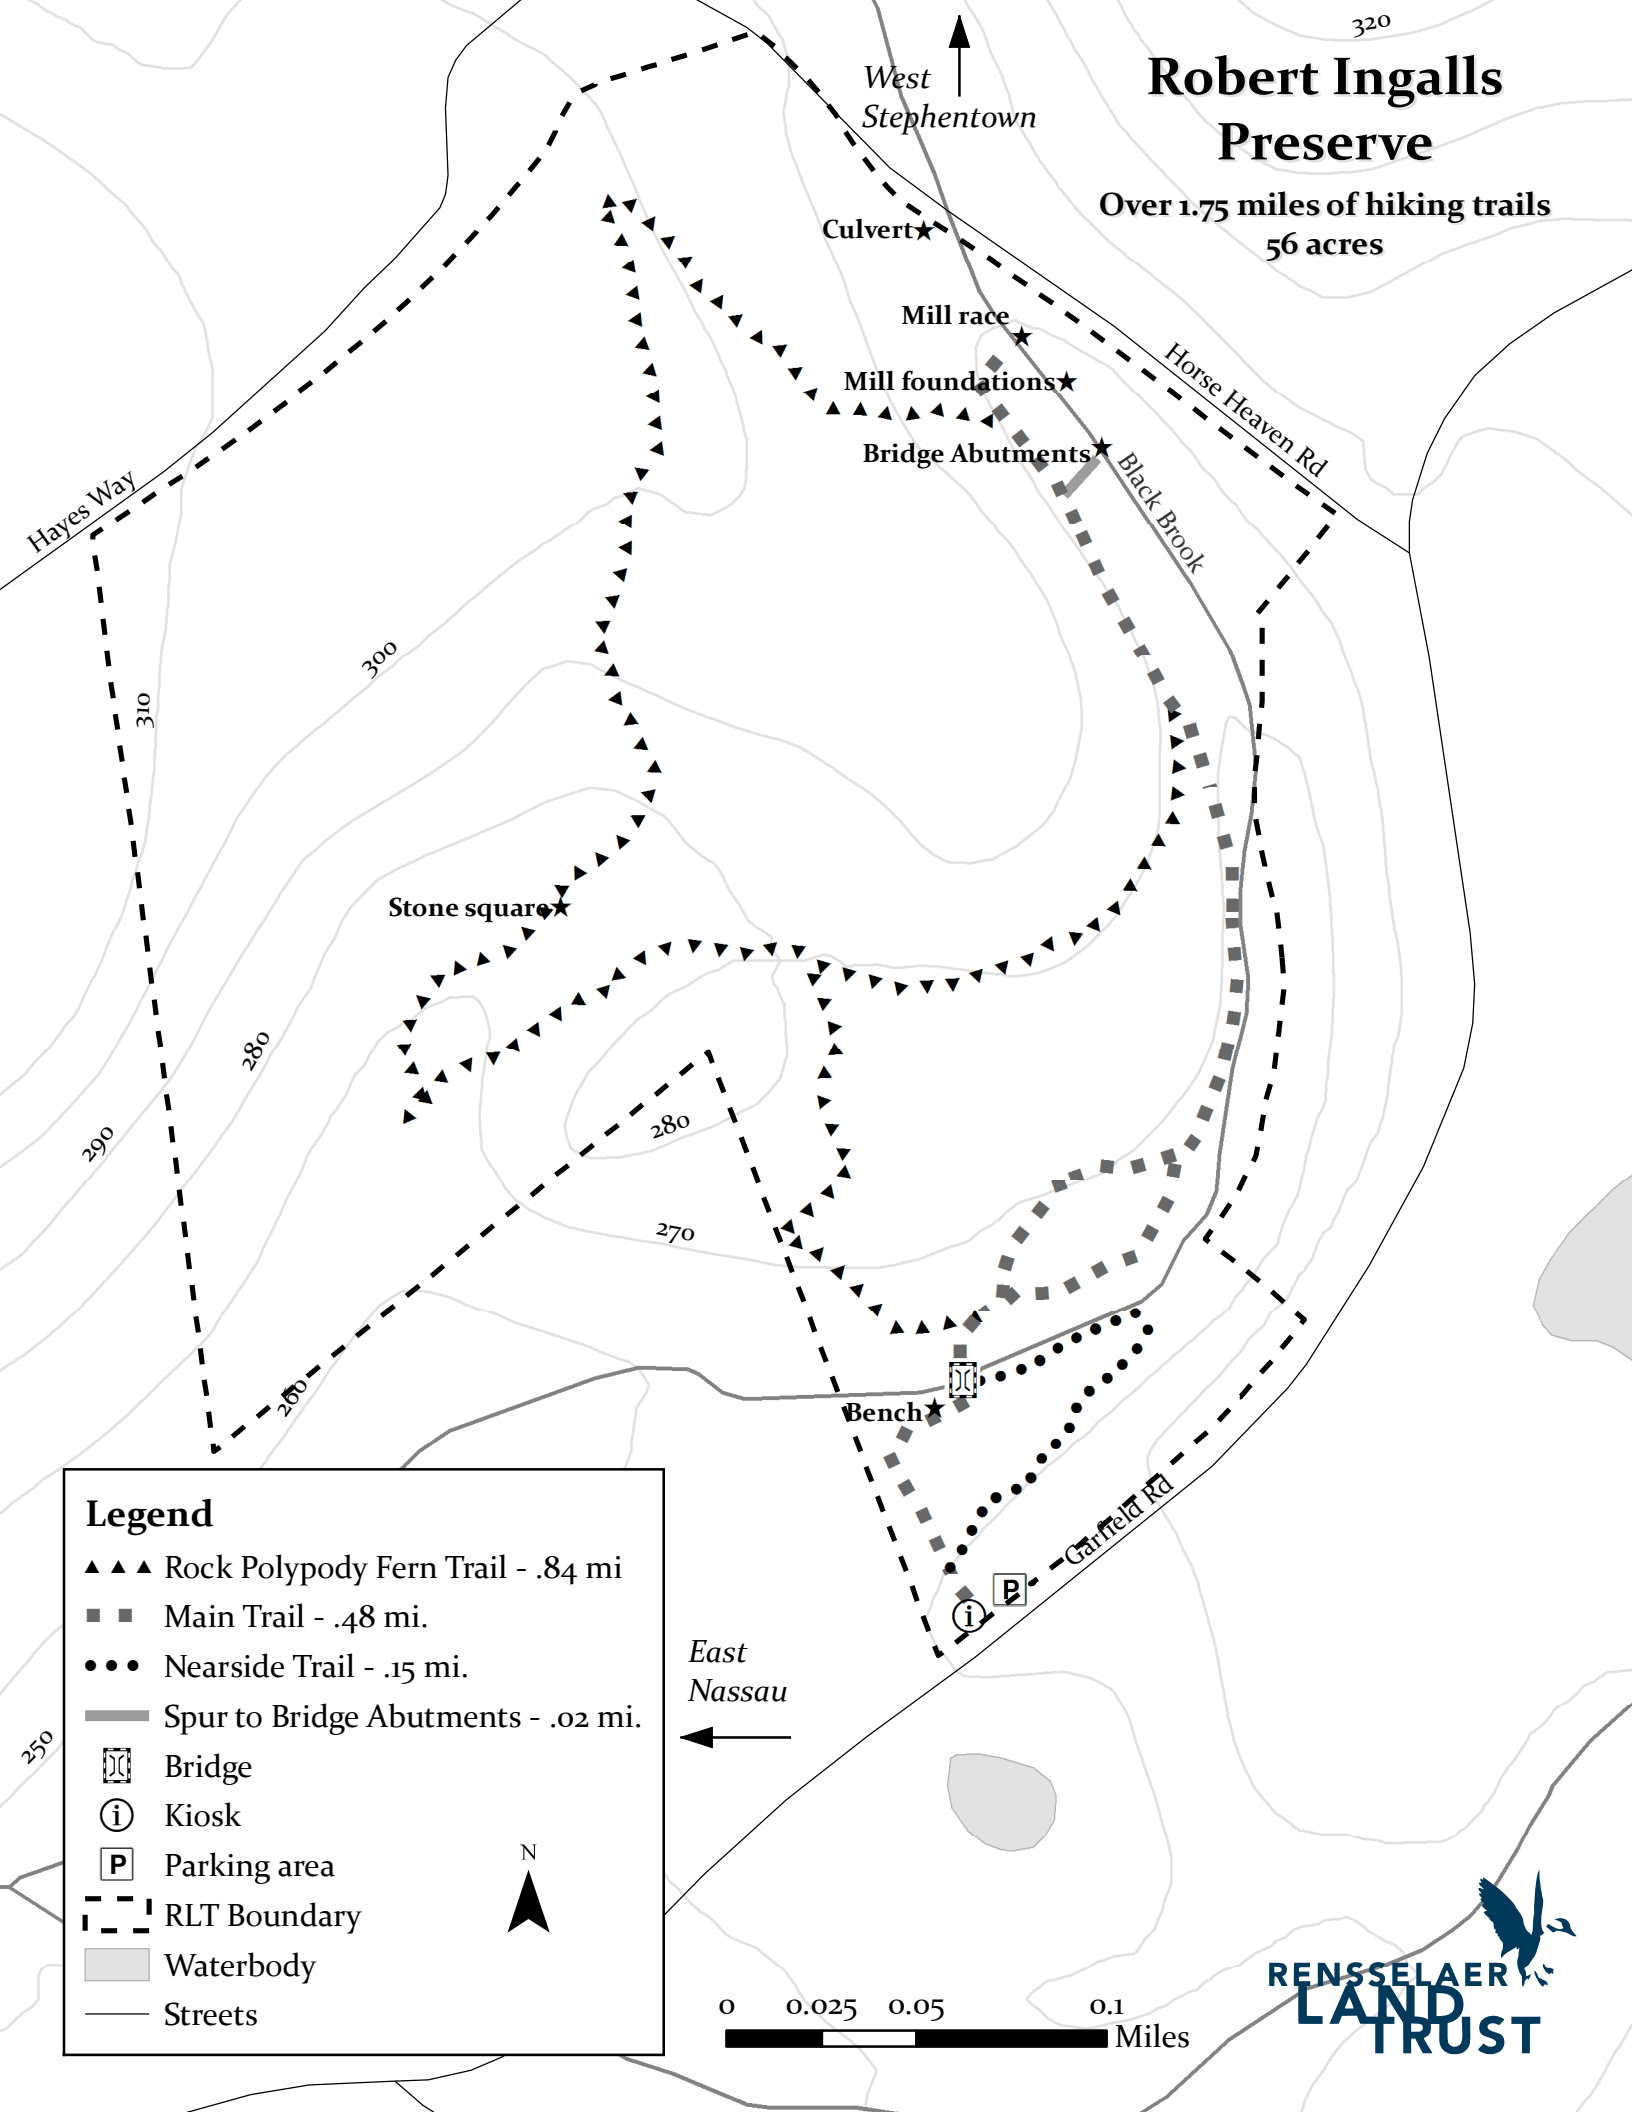 320
Robert Ingalls
Preserve
Over 1.75 miles of hiking trails
56 acres
West
Stephentown
Culvert
Mill race
Mill foundations
Bridge Abutments
Horse Heaven Rd
Black Brook
Hayes Way
300
310
Stone square
280
290
280
270
260
Bench
Garfield Rd
P
i
East
Nassau
250
Legend
Rock Polypody Fern Trail - .84 mi
Main Trail - .48 mi.
Nearside Trail - .15 mi.
Spur to Bridge Abutments - .02 mi.
Bridge
i Kiosk
P Parking area
RLT Boundary
Waterbody
Streets
N
0 0.025 0.05 0.1
Miles
RENSSELAER
LAND
TRUST